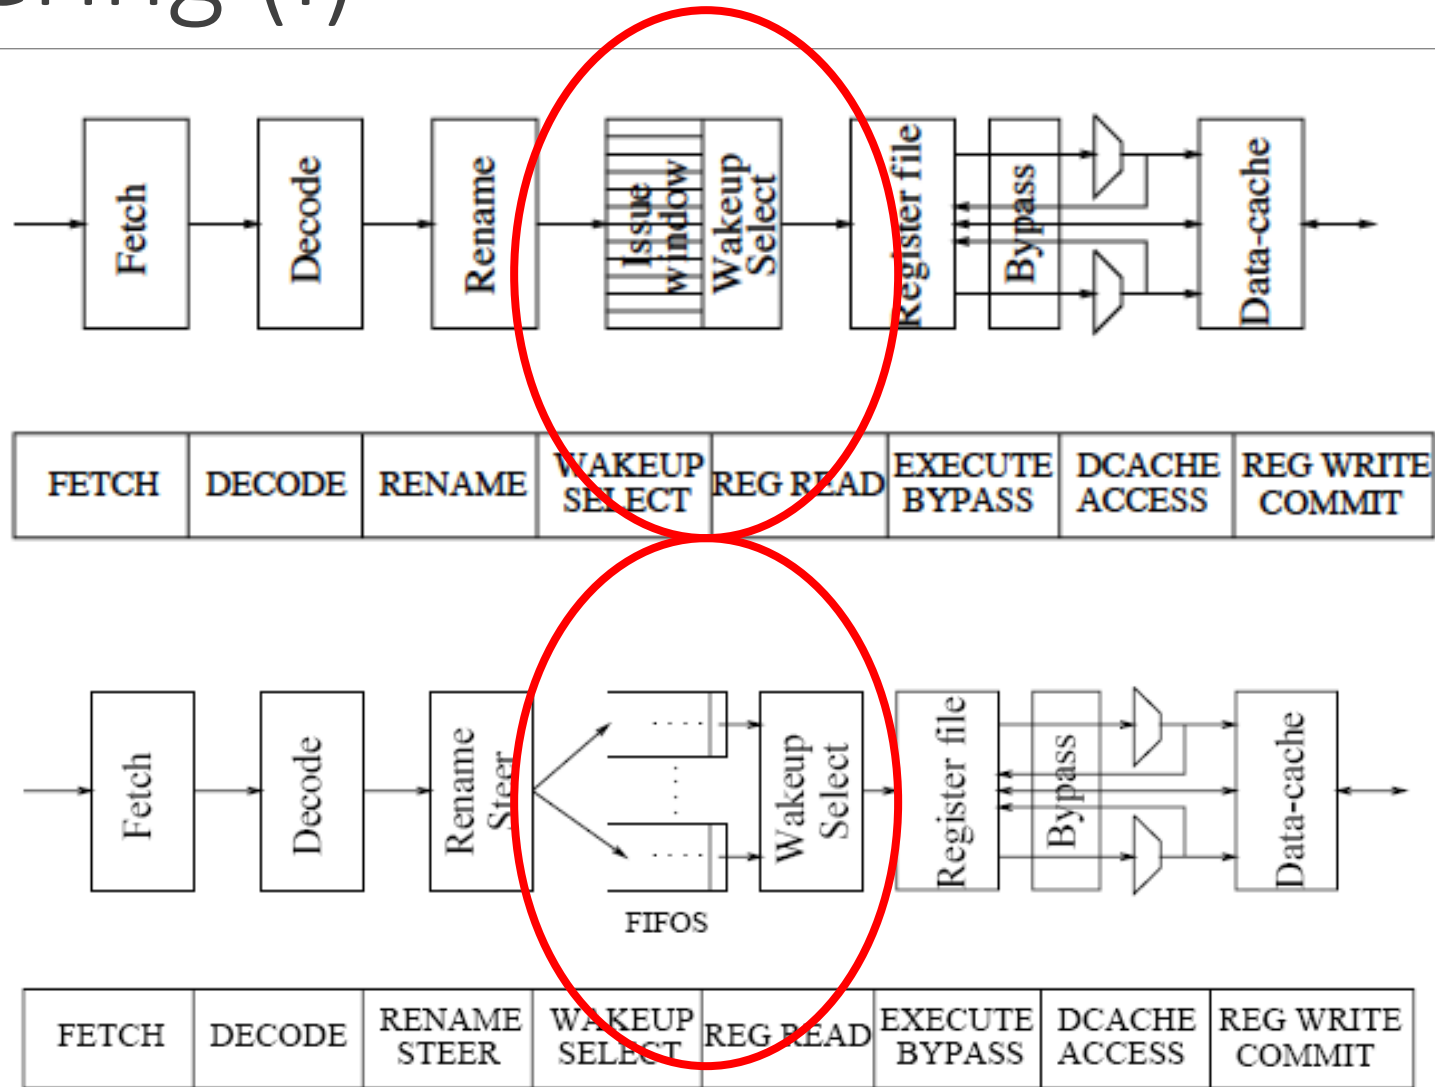 ering (I)
Fetch
Decode
Rename
Issue
window
Wakeup
Select
Register file
Bypass
Data-cache
FETCH
DECODE
RENAME
WAKEUP
SELECT
REG READ
EXECUTE
BYPASS
DCACHE
ACCESS
REG WRITE
COMMIT
Fetch
Decode
Rename
Steer
FIFOS
Wakeup
Select
Register file
Bypass
Data-cache
FETCH
DECODE
RENAME
STEER
WAKEUP
SELECT
REG READ
EXECUTE
BYPASS
DCACHE
ACCESS
REG WRITE
COMMIT